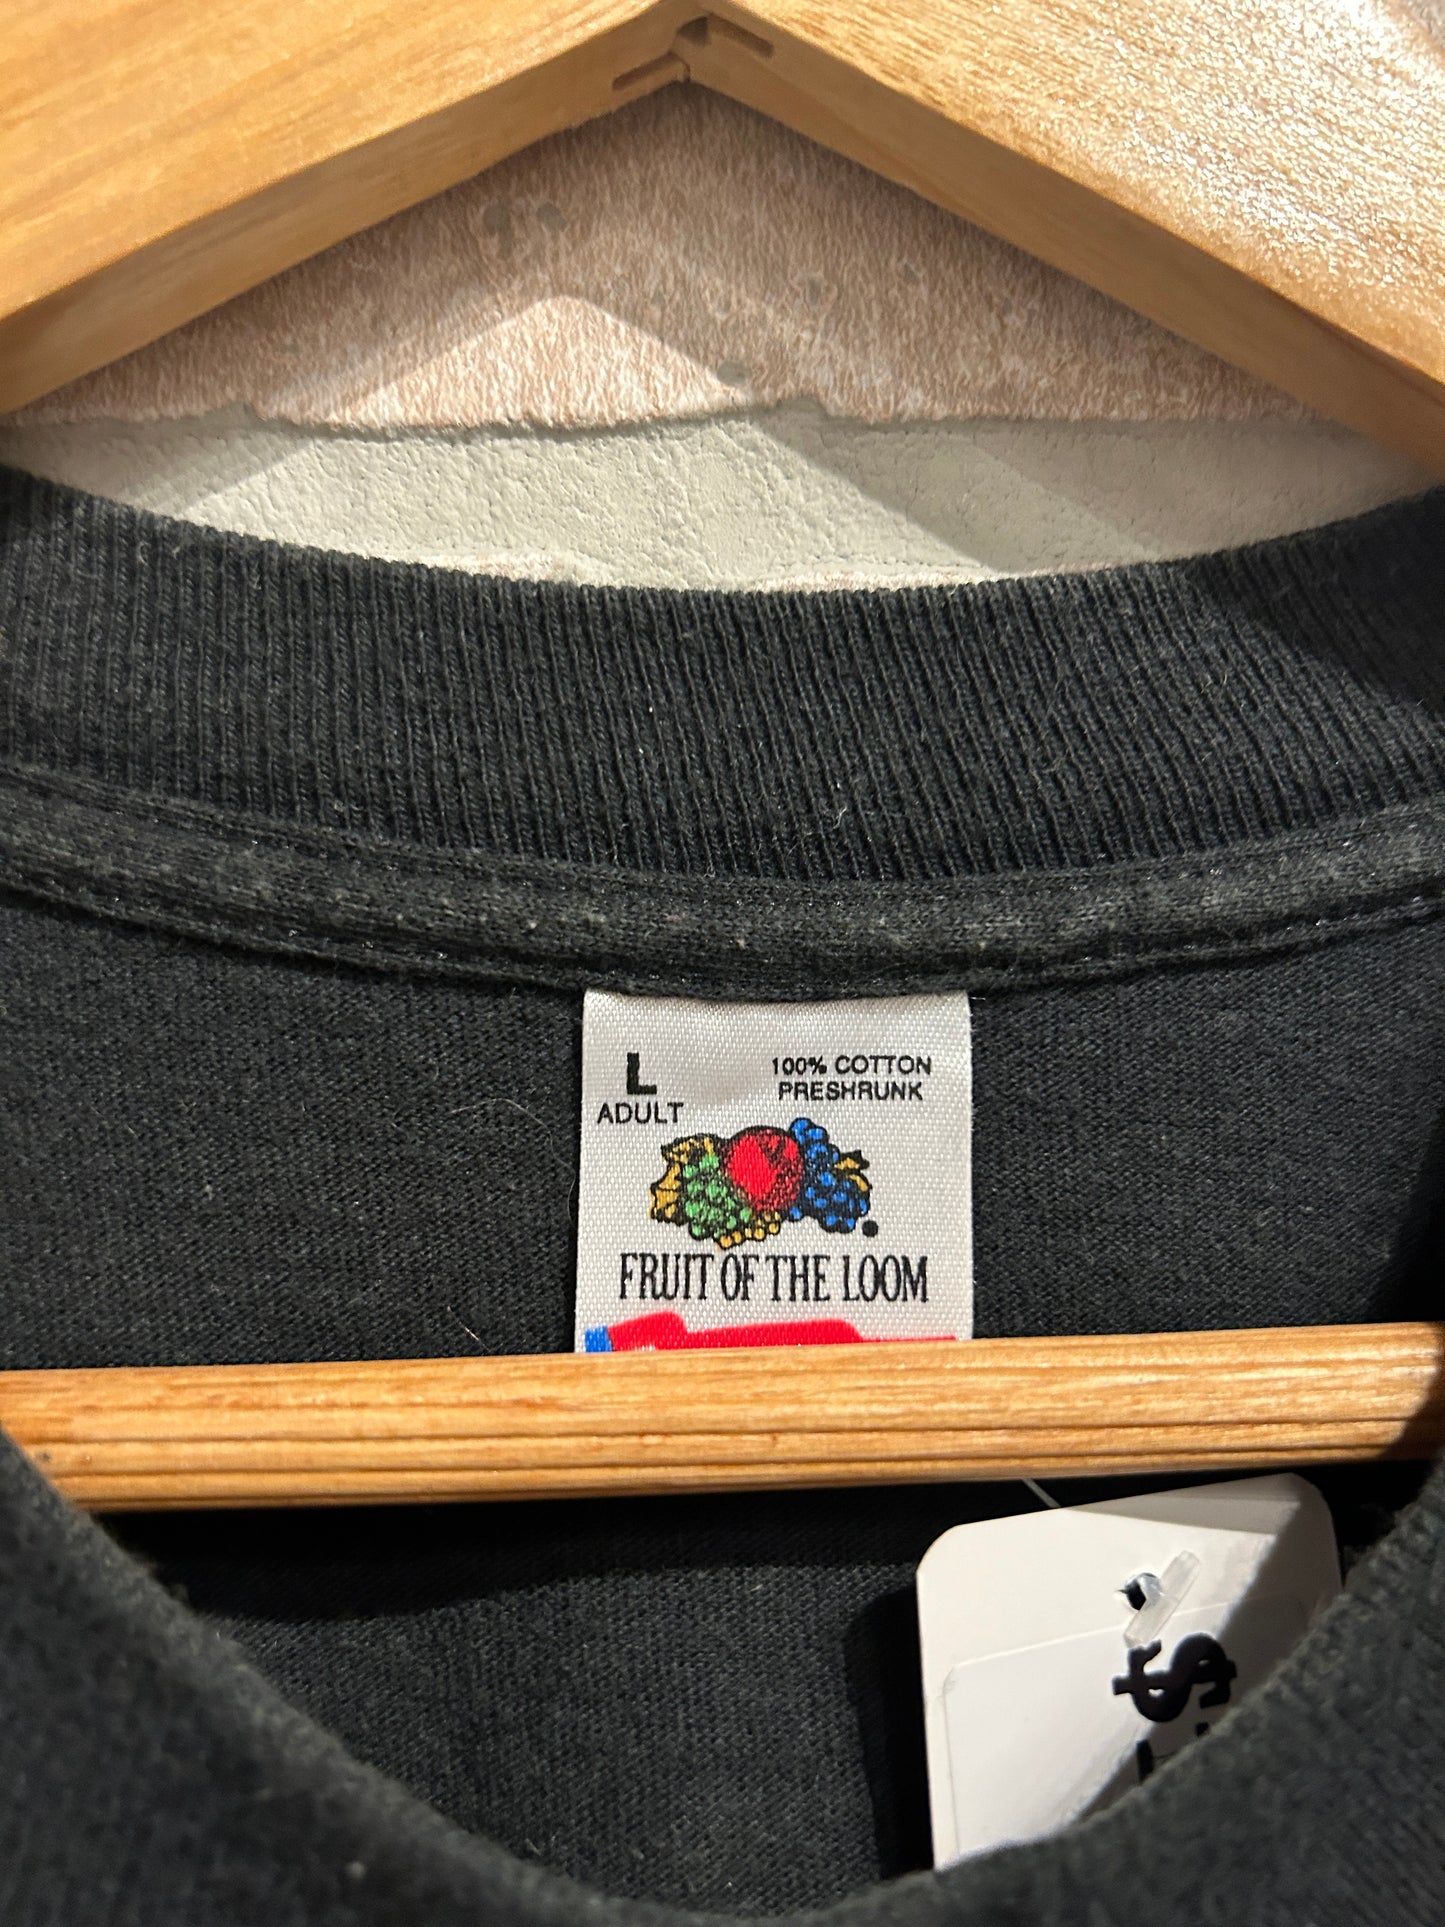 L
ADULT
100% COTTON
PRESHRUNK
FRUIT OF THE LOOM
$